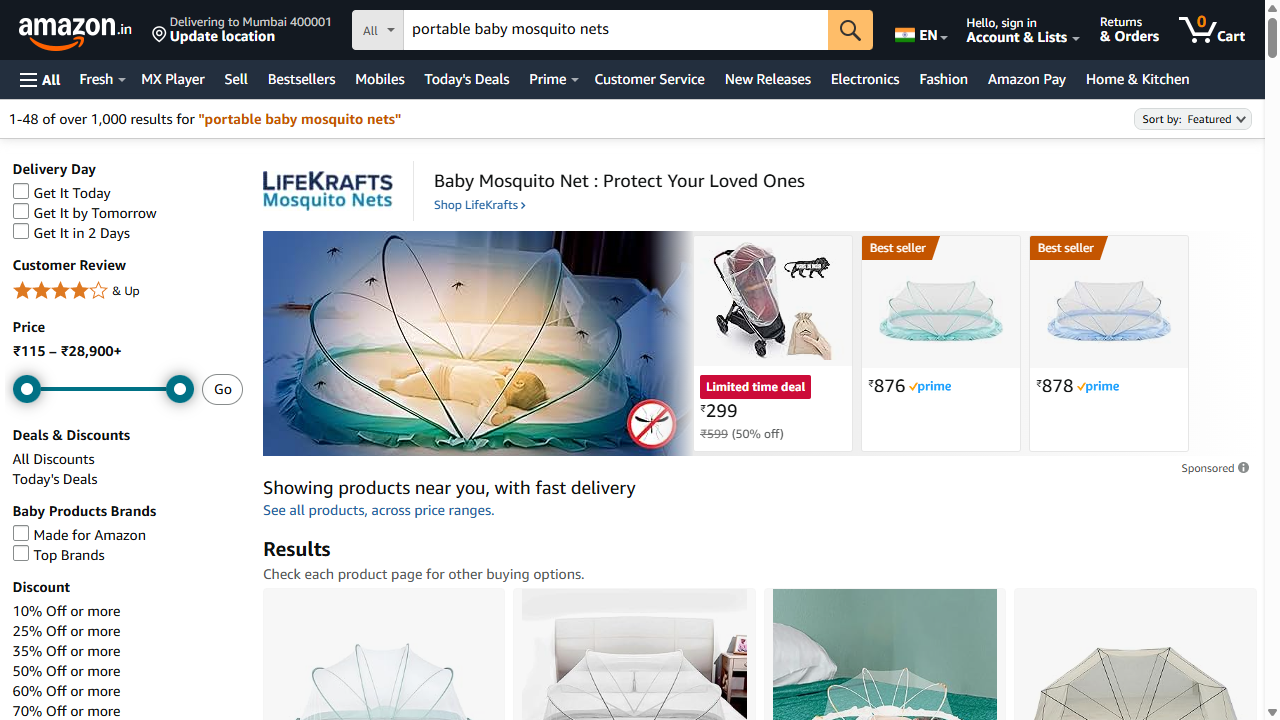 amazon.in
Delivering to Mumbai 400001
Update location
All
portable baby mosquito nets
EN
Hello, sign in
Account & Lists
Returns
& Orders
0
Cart
All
Fresh
MX Player
Sell
Bestsellers
Mobiles
Today's Deals
Prime
Customer Service
New Releases
Electronics
Fashion
Amazon Pay
Home & Kitchen
1-48 of over 1,000 results for "portable baby mosquito nets"
Sort by: Featured
Delivery Day
Get It Today
Get It by Tomorrow
Get It in 2 Days
Customer Review
& Up
Price
₹115 – ₹28,900+
Go
Deals & Discounts
All Discounts
Today's Deals
Baby Products Brands
Made for Amazon
Top Brands
Discount
10% Off or more
25% Off or more
35% Off or more
50% Off or more
60% Off or more
70% Off or more
LIFEKRAFTS
Mosquito Nets
Baby Mosquito Net : Protect Your Loved Ones
Shop LifeKrafts
Limited time deal
₹299
₹599 (50% off)
Best seller
₹876 prime
Best seller
₹878 prime
Sponsored
Showing products near you, with fast delivery
See all products, across price ranges.
Results
Check each product page for other buying options.